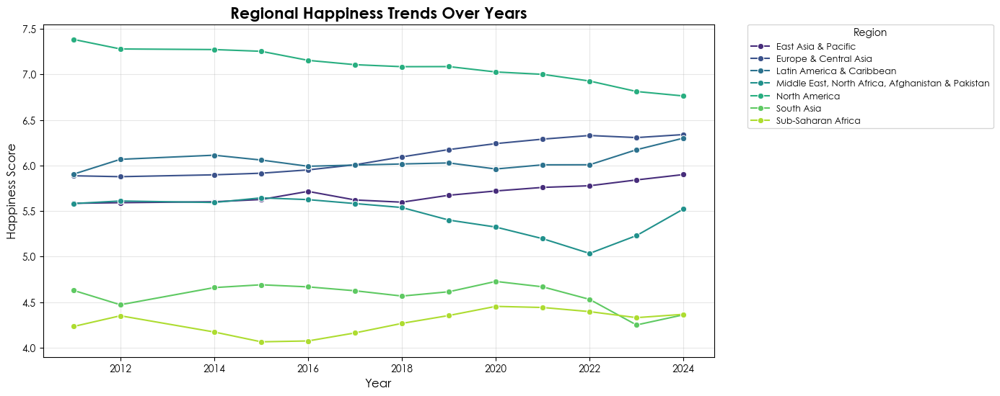 Regional Happiness Trends Over Years
7.5
7.0
6.5
6.0
5.5
5.0
4.5
4.0
Happiness Score
2012 2014 2016 2018 2020 2022 2024
Year
Region
East Asia & Pacific
Europe & Central Asia
Latin America & Caribbean
Middle East, North Africa, Afghanistan & Pakistan
North America
South Asia
Sub-Saharan Africa